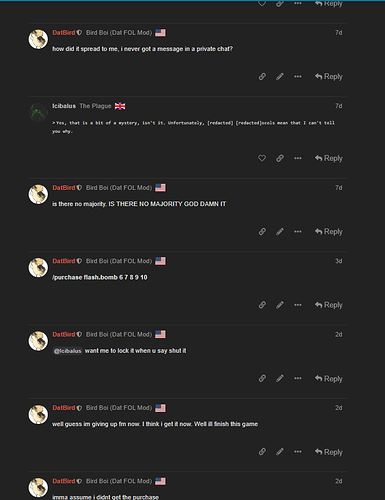 Reply
DatBird Bird Boi (Dat FOL Mod) 7d
how did it spread to me, i never got a message in a private chat?
Reply
Icibalus The Plague 7d
> Yes, that is a bit of a mystery, isn't it. Unfortunately, [redacted] [redacted]ocols mean that I can't tell
you why.
Reply
DatBird Bird Boi (Dat FOL Mod) 7d
is there no majority. IS THERE NO MAJORITY GOD DAMN IT
Reply
DatBird Bird Boi (Dat FOL Mod) 3d
/purchase flash.bomb 6 7 8 9 10
Reply
DatBird Bird Boi (Dat FOL Mod) 2d
@Icibalus want me to lock it when u say shut it
Reply
DatBird Bird Boi (Dat FOL Mod) 2d
well guess im giving up fm now. I think i get it now. Well ill finish this game
Reply
DatBird Bird Boi (Dat FOL Mod) 2d
imma assume i didnt get the purchase